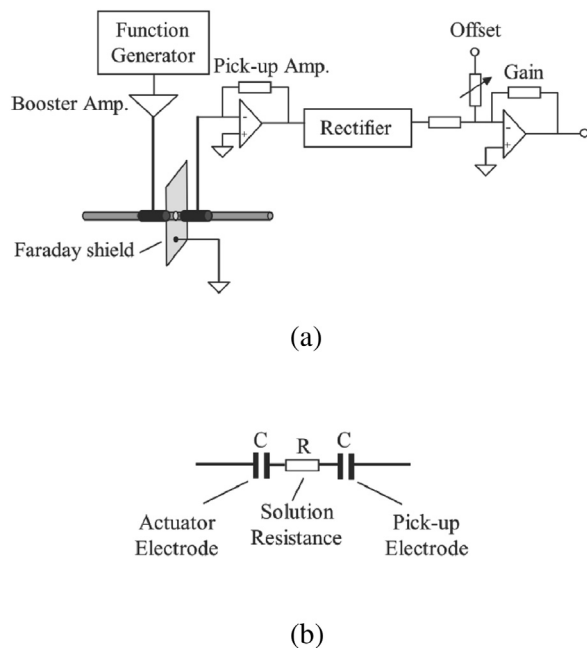 Function
Generator
Booster Amp.
Pick-up Amp.
-
+
Rectifier
Offset
Gain
-
+
Faraday shield
(a)
C
R
C
Actuator
Electrode
Solution
Resistance
Pick-up
Electrode
(b)